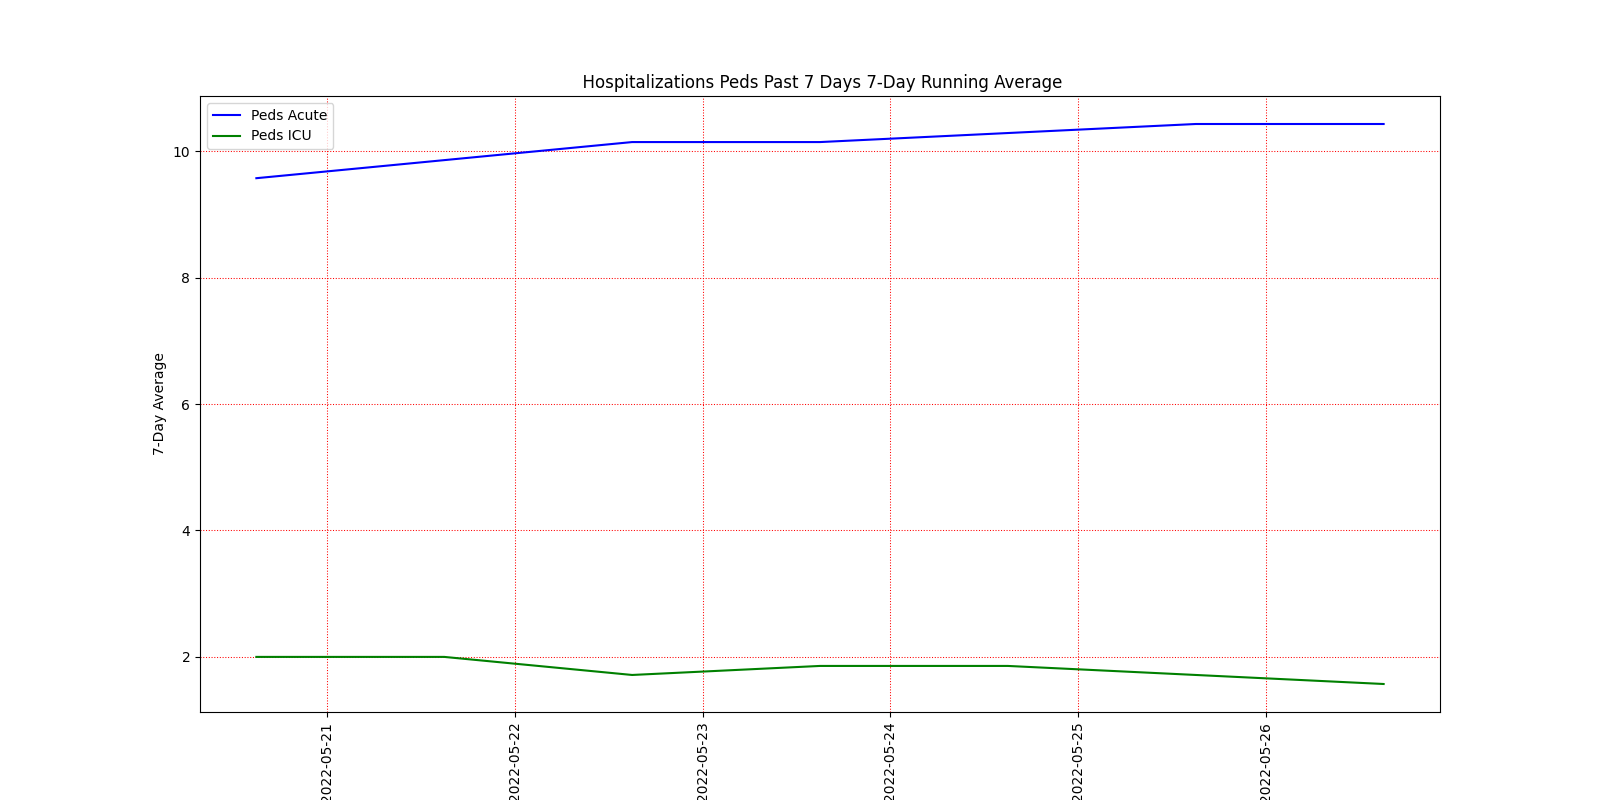 Hospitalizations Peds Past 7 Days 7-Day Running Average
Peds Acute
Peds ICU
10
8
6
4
2
7-Day Average
2022-05-21
2022-05-22
2022-05-23
2022-05-24
2022-05-25
2022-05-26